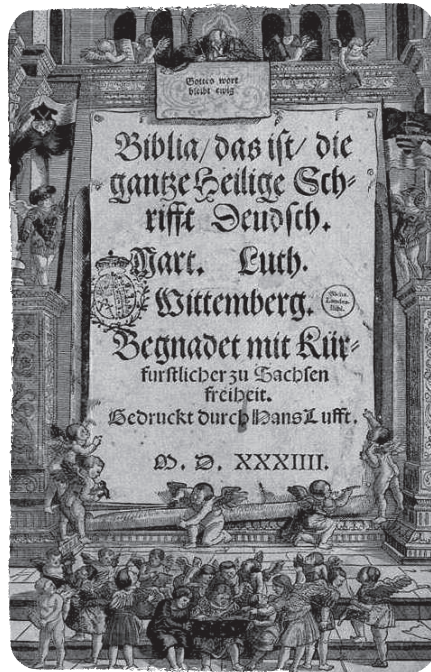 Gottes wort
bleibt ewig.
Biblia/ das ist/ die
gantze Heilige Sch-
rifft Deudsch.
Mart. Luth.
Wittemberg.
Begnadet mit Kür-
furstlicher zu Sachsen
freiheit.
Gedruckt durch Hans Lufft.
M. D. XXXIIII.